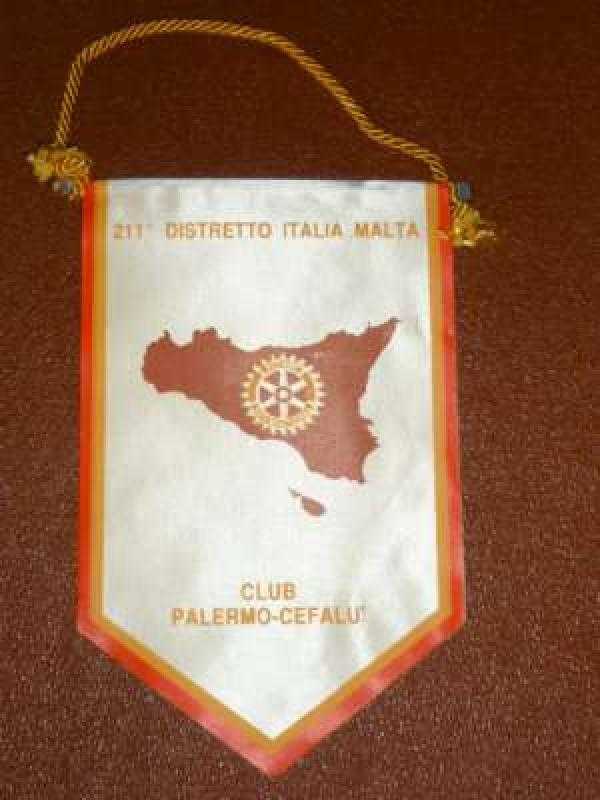 211° DISTRETTO ITALIA MALTA
CLUB
PALERMO-CEFALU'